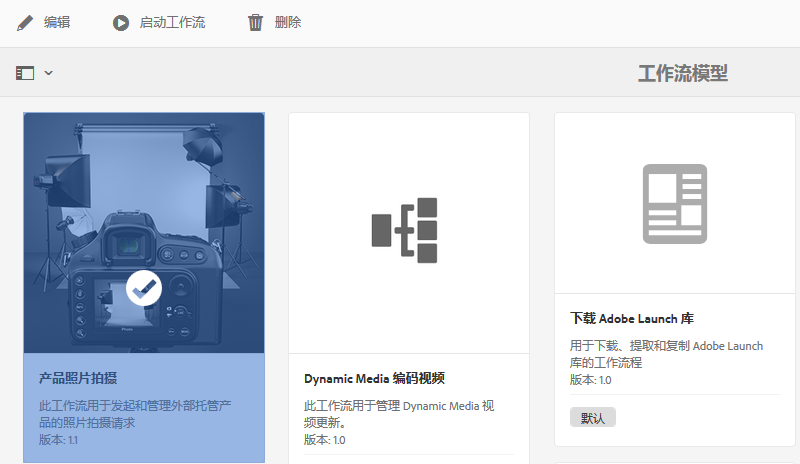 编辑
启动工作流
删除
工作流模型
产品照片拍摄
此工作流用于发起和管理外部托管产
品的照片拍摄请求
版本: 1.1
Dynamic Media 编码视频
此工作流用于管理 Dynamic Media 视
频更新。
版本: 1.0
下载 Adobe Launch 库
用于下载、提取和复制 Adobe Launch
库的工作流程
版本: 1.0
默认